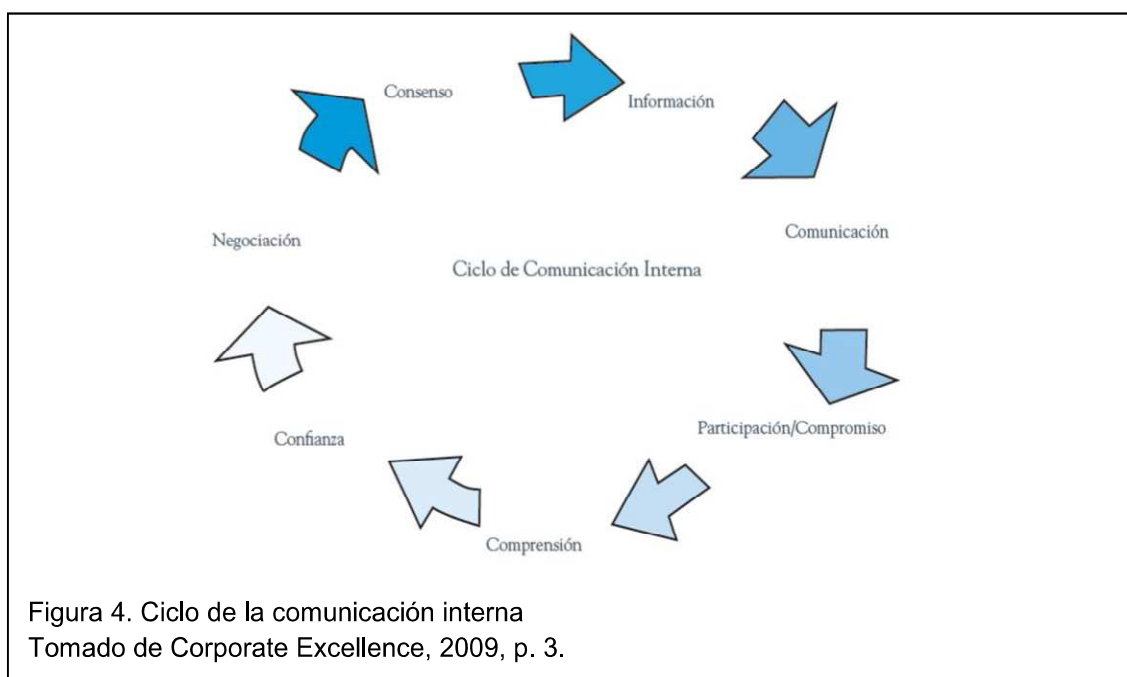 Consenso
Información
Comunicación
Negociación
Ciclo de Comunicación Interna
Participación/Compromiso
Confianza
Comprensión
Figura 4. Ciclo de la comunicación interna
Tomado de Corporate Excellence, 2009, p. 3.